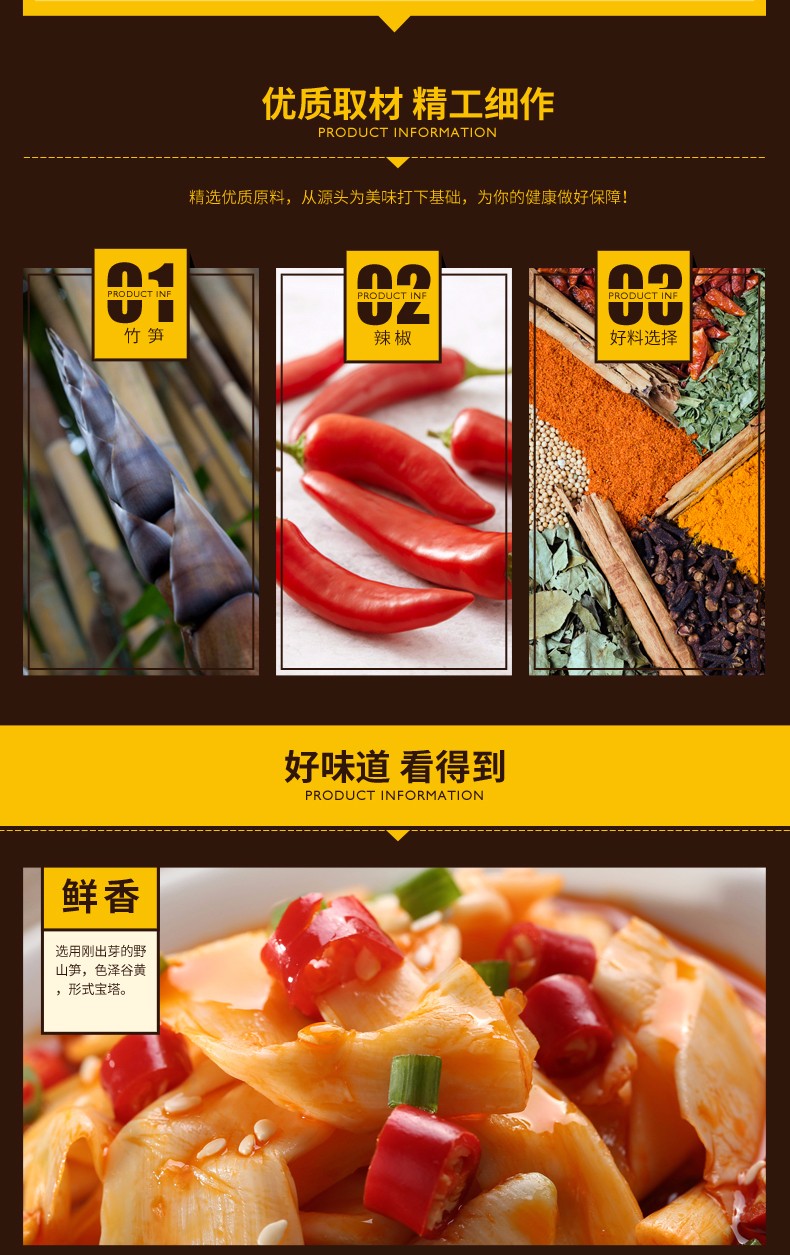 优质取材 精工细作
PRODUCT INFORMATION
精选优质原料，从源头为美味打下基础，为你的健康做好保障！
01
PRODUCT INF
竹笋
02
PRODUCT INF
辣椒
03
PRODUCT INF
好料选择
好味道 看得到
PRODUCT INFORMATION
鲜香
选用刚出芽的野
山笋，色泽谷黄
，形式宝塔。